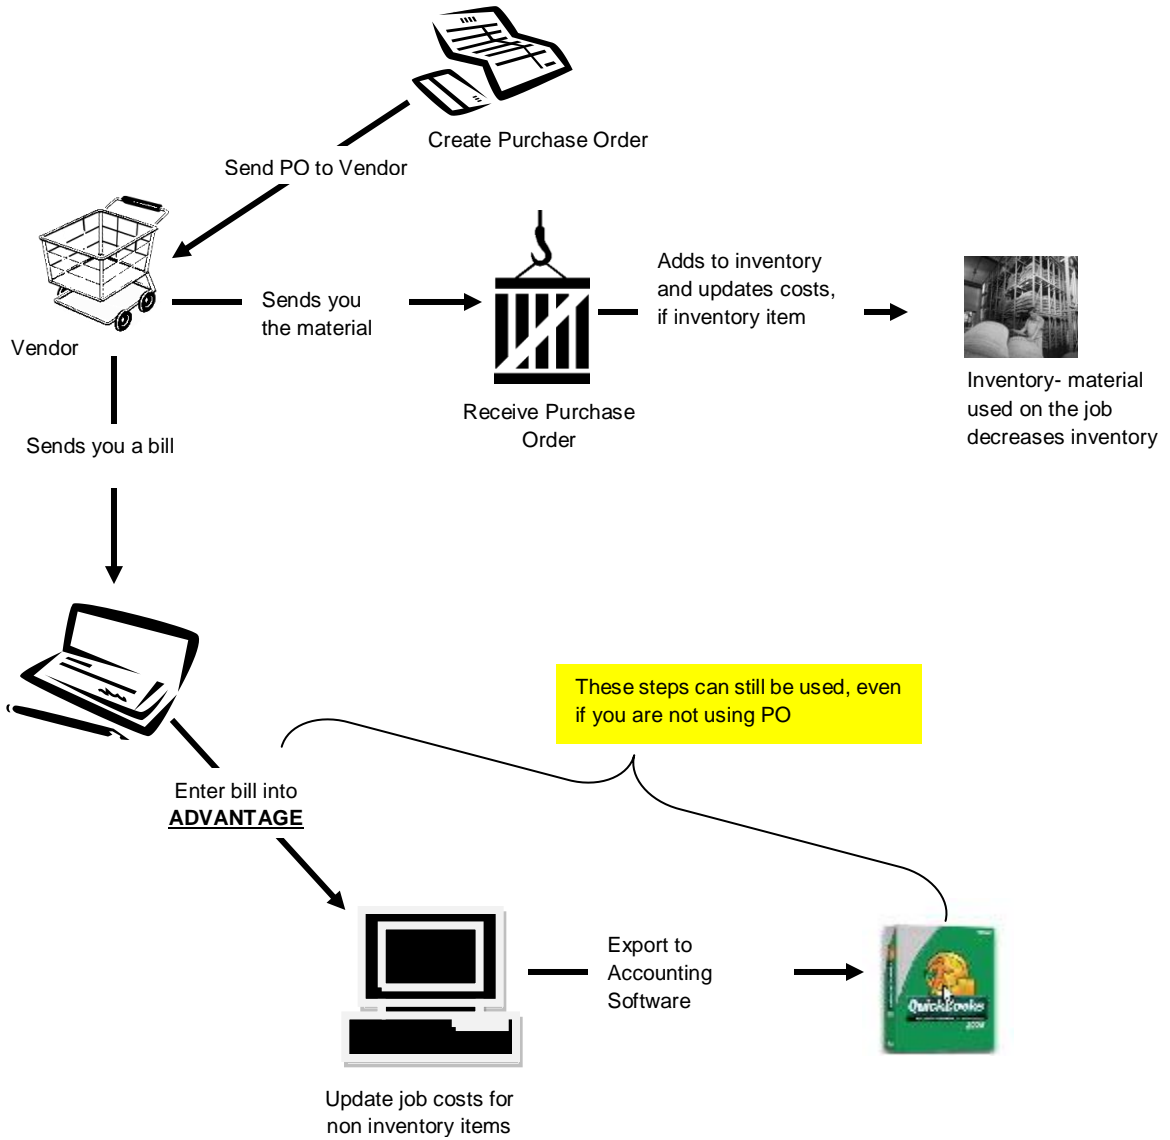 Create Purchase Order
Send PO to Vendor
Vendor
Sends you
the material
Receive Purchase
Order
Adds to inventory
and updates costs,
if inventory item
Inventory- material
used on the job
decreases inventory
Sends you a bill
These steps can still be used, even
if you are not using PO
Enter bill into
ADVANTAGE
Update job costs for
non inventory items
Export to
Accounting
Software
QuickBooks